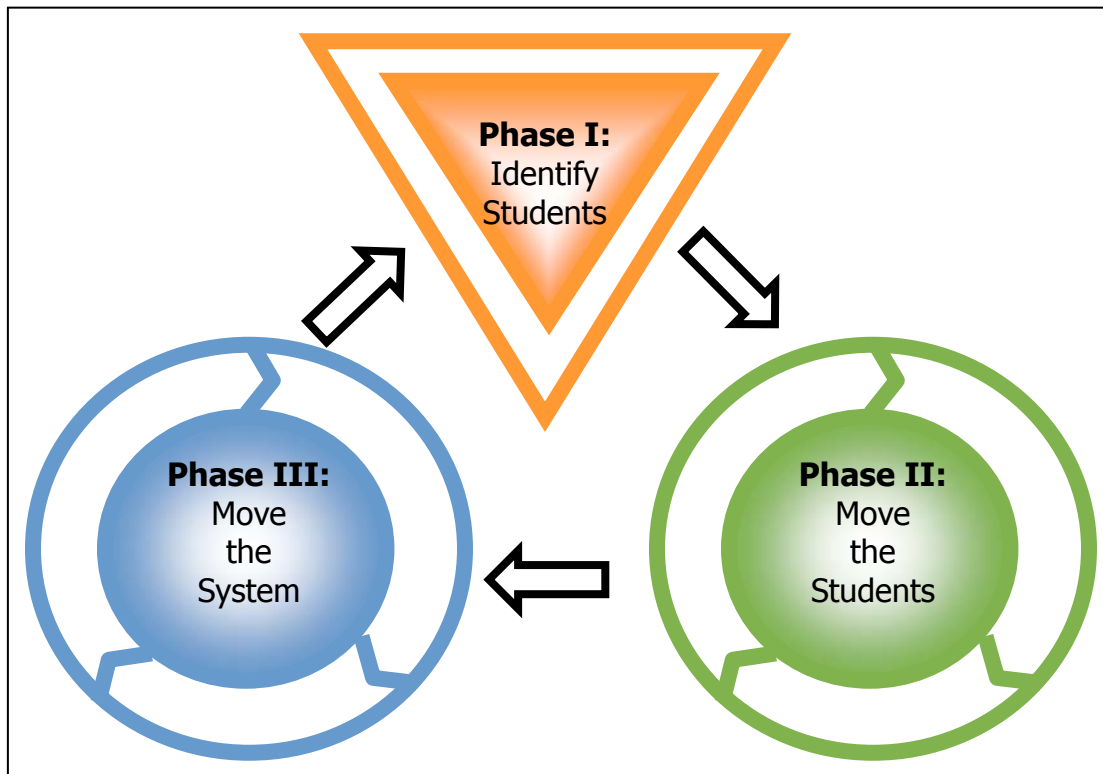 Phase I:
Identify
Students
Phase II:
Move
the
Students
Phase III:
Move
the
System